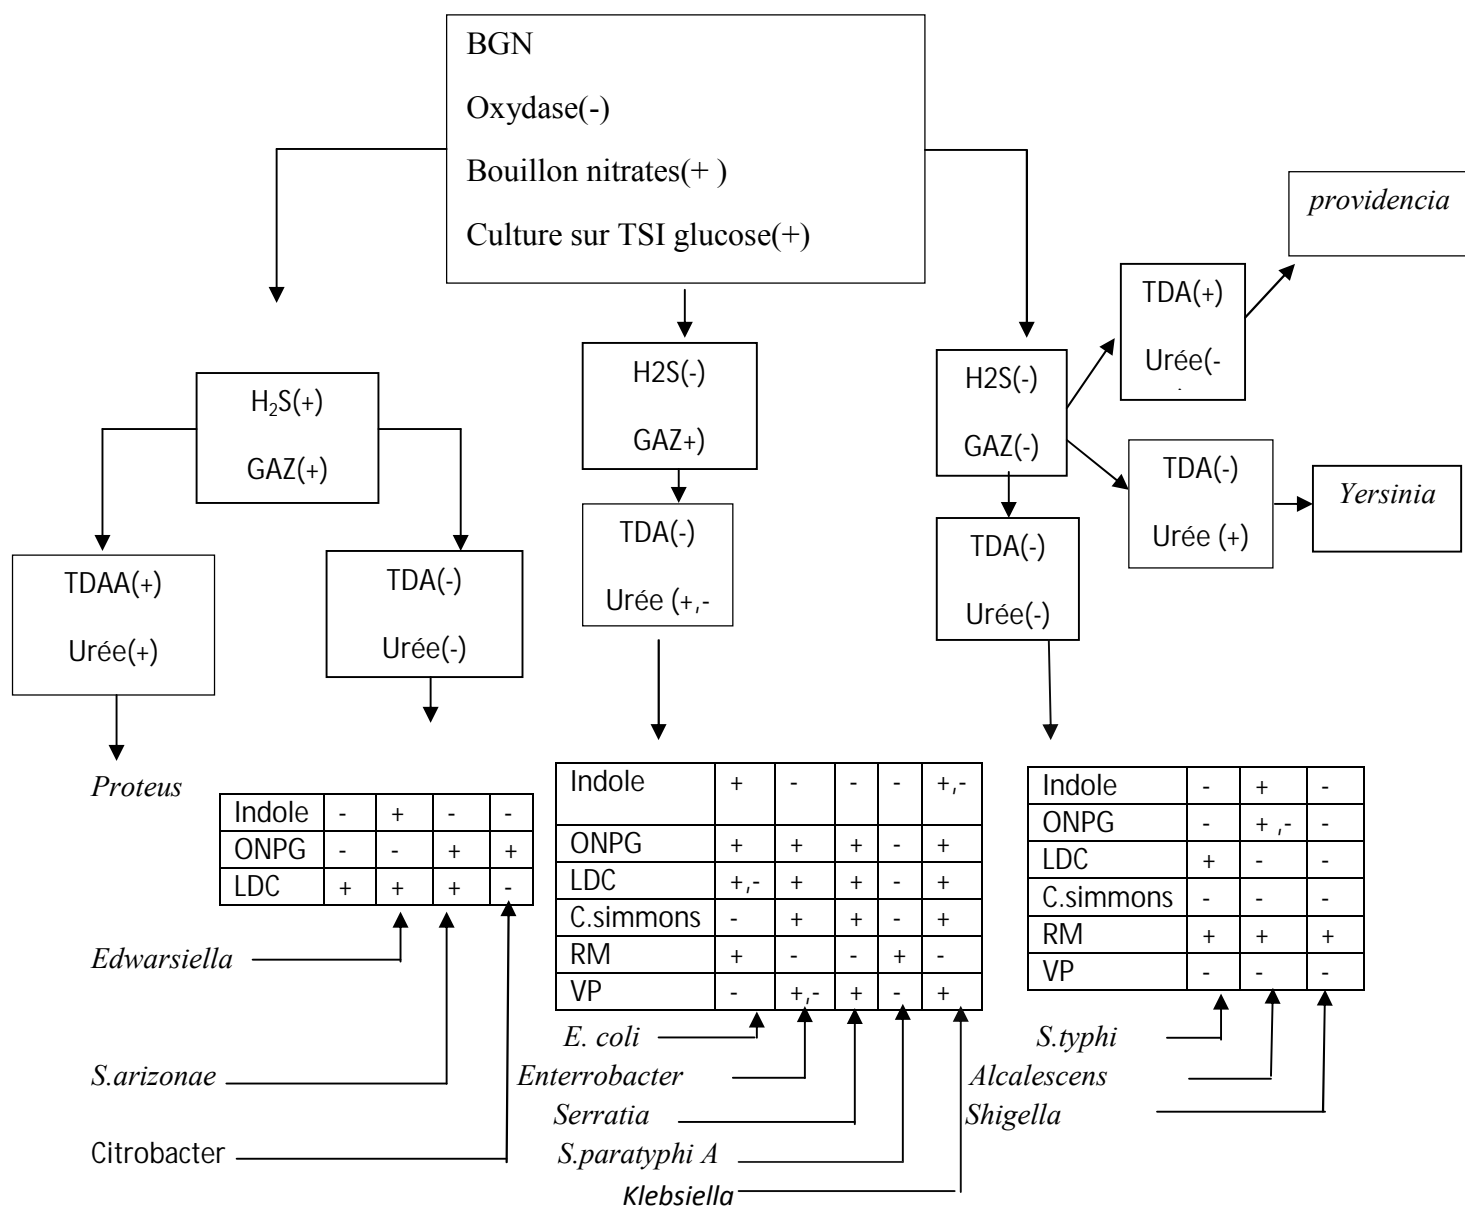 BGN
Oxydase(-)
Bouillon nitrates(+ )
Culture sur TSI glucose(+)
providencia
TDA(+)
Urée(-
H2S(-)
GAZ+)
H2S(-)
GAZ(-)
H₂S(+)
GAZ(+)
TDA(-)
Urée (+)
Yersinia
TDAA(+)
Urée(+)
TDA(-)
Urée(-)
TDA(-)
Urée (+,-
TDA(-)
Urée(-)
Proteus
Indole - + - -
ONPG - - + +
LDC + + + -
Edwarsiella
S.arizonae
Citrobacter
Indole + - - - +,-
ONPG + + + - +
LDC +,- + + - +
C.simmons - + + - +
RM + - - + -
VP - +,- + - +
E. coli
Enterrobacter
Serratia
S.paratyphi A
Klebsiella
Indole - + -
ONPG - + ,- -
LDC + - -
C.simmons - - -
RM + + +
VP - - -
S.typhi
Alcalescens
Shigella